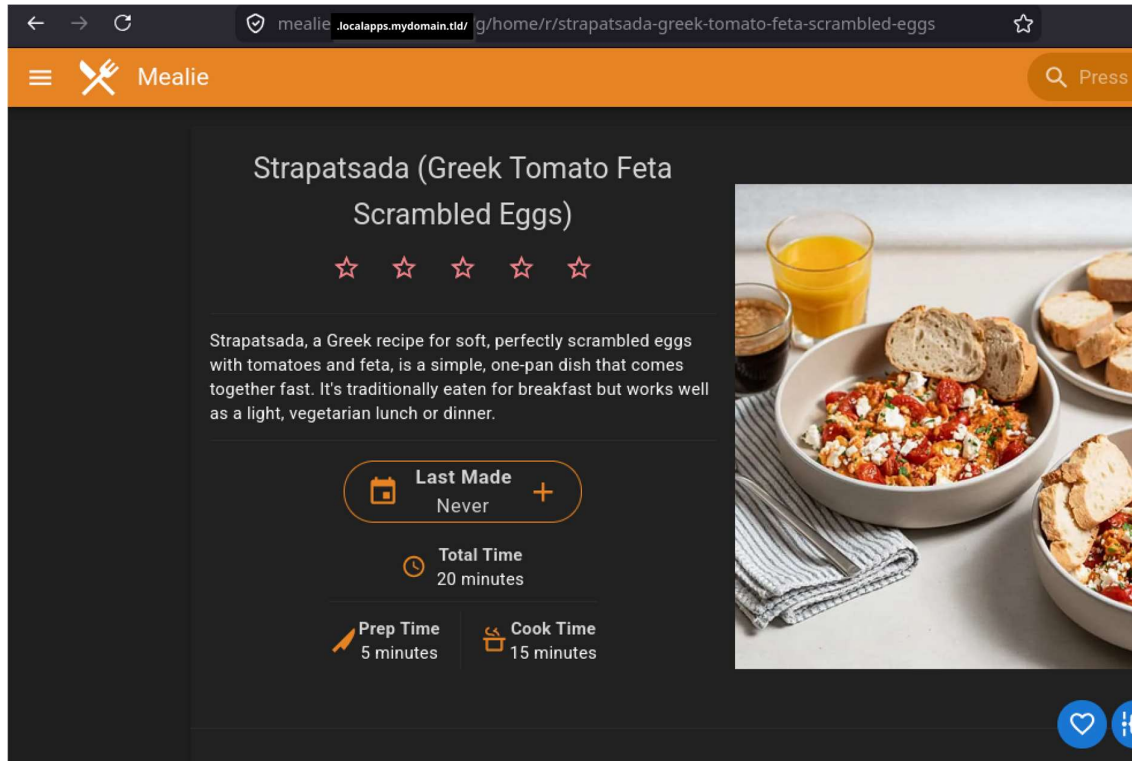 mealie .localapps.mydomain.tld/ g/home/r/strapatsada-greek-tomato-feta-scrambled-eggs
Mealie
Press
Strapatsada (Greek Tomato Feta
Scrambled Eggs)
Strapatsada, a Greek recipe for soft, perfectly scrambled eggs
with tomatoes and feta, is a simple, one-pan dish that comes
together fast. It's traditionally eaten for breakfast but works well
as a light, vegetarian lunch or dinner.
Last Made
Never
Total Time
20 minutes
Prep Time
5 minutes
Cook Time
15 minutes